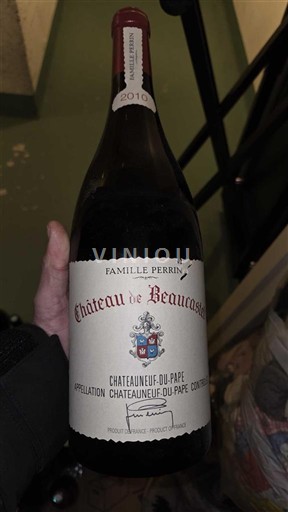 FAMILLE PERRIN
2010
VINIOU
FAMILLE PERRIN
Château de Beaucastel
CHATEAUNEUF-DU-PAPE
APPELLATION CHATEAUNEUF-DU-PAPE CONTROLÉE
PRODUIT DE FRANCE - PRODUCT OF FRANCE